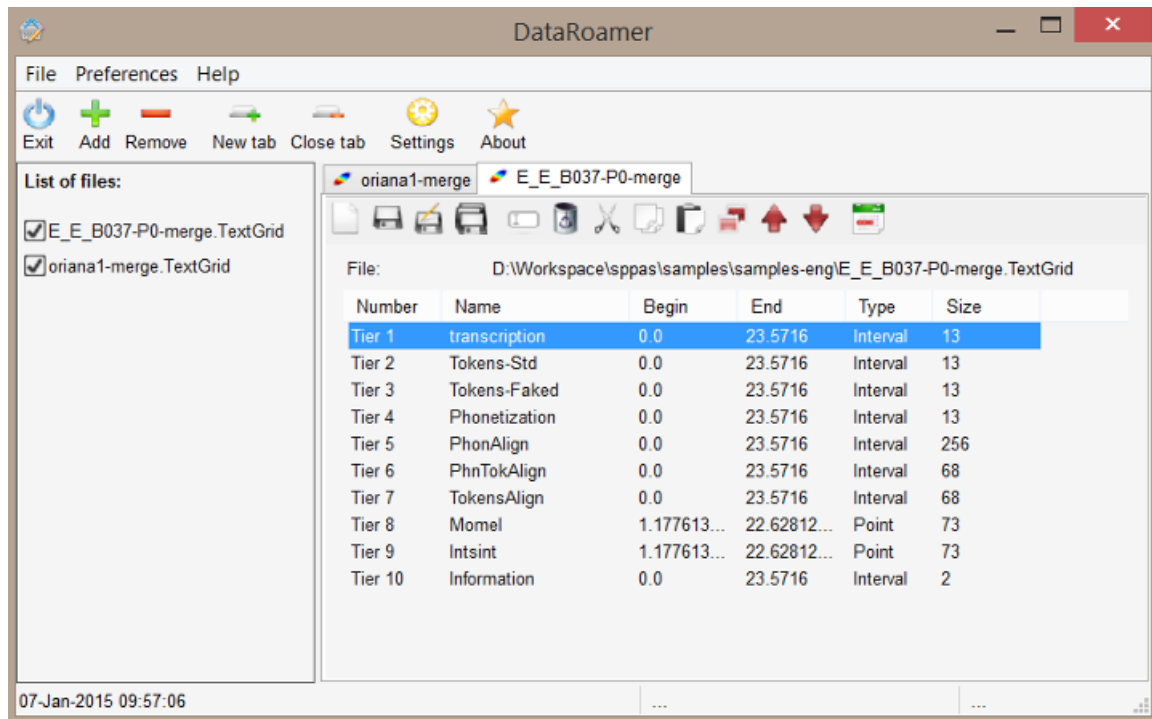 DataRoamer
File Preferences Help
Exit Add Remove New tab Close tab Settings About
List of files:
E_E_B037-P0-merge.TextGrid
oriana1-merge.TextGrid
oriana1-merge E_E_B037-P0-merge
File: D:\Workspace\sppas\samples\samples-eng\E_E_B037-P0-merge.TextGrid
Number Name Begin End Type Size
Tier 1 transcription 0.0 23.5716 Interval 13
Tier 2 Tokens-Std 0.0 23.5716 Interval 13
Tier 3 Tokens-Faked 0.0 23.5716 Interval 13
Tier 4 Phonetization 0.0 23.5716 Interval 13
Tier 5 PhonAlign 0.0 23.5716 Interval 256
Tier 6 PhnTokAlign 0.0 23.5716 Interval 68
Tier 7 TokensAlign 0.0 23.5716 Interval 68
Tier 8 Momel 1.177613... 22.62812... Point 73
Tier 9 Intsint 1.177613... 22.62812... Point 73
Tier 10 Information 0.0 23.5716 Interval 2
07-Jan-2015 09:57:06 ... ...